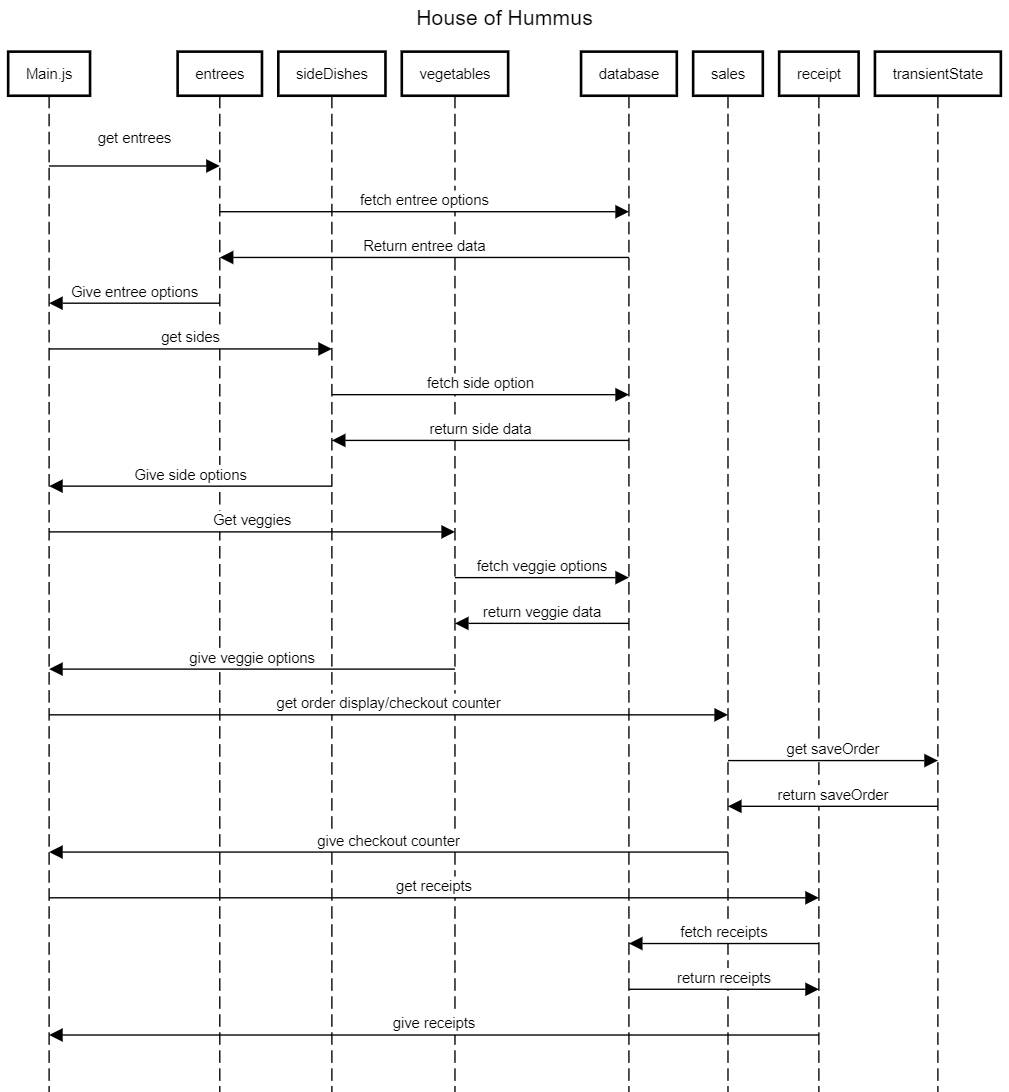 House of Hummus
Main.js
entrees
sideDishes
vegetables
database
sales
receipt
transientState
get entrees
fetch entree options
Return entree data
Give entree options
get sides
fetch side option
return side data
Give side options
Get veggies
fetch veggie options
return veggie data
give veggie options
get order display/checkout counter
get saveOrder
return saveOrder
give checkout counter
get receipts
fetch receipts
return receipts
give receipts